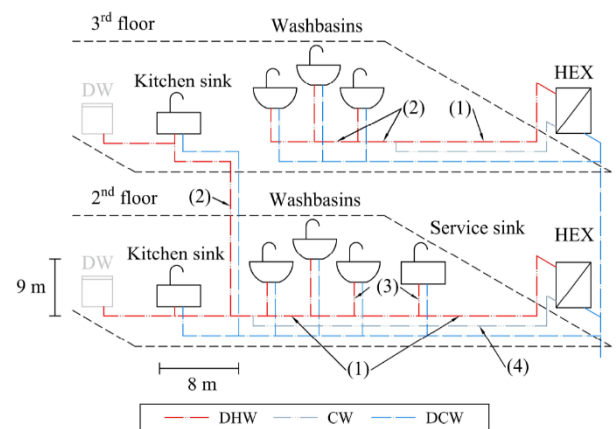 3rd floor
Washbasins
HEX
DW
Kitchen sink
(2)
(1)
(2)
2nd floor
Washbasins
Service sink
HEX
DW
Kitchen sink
9 m
(3)
(1)
(4)
8 m
DHW
CW
DCW